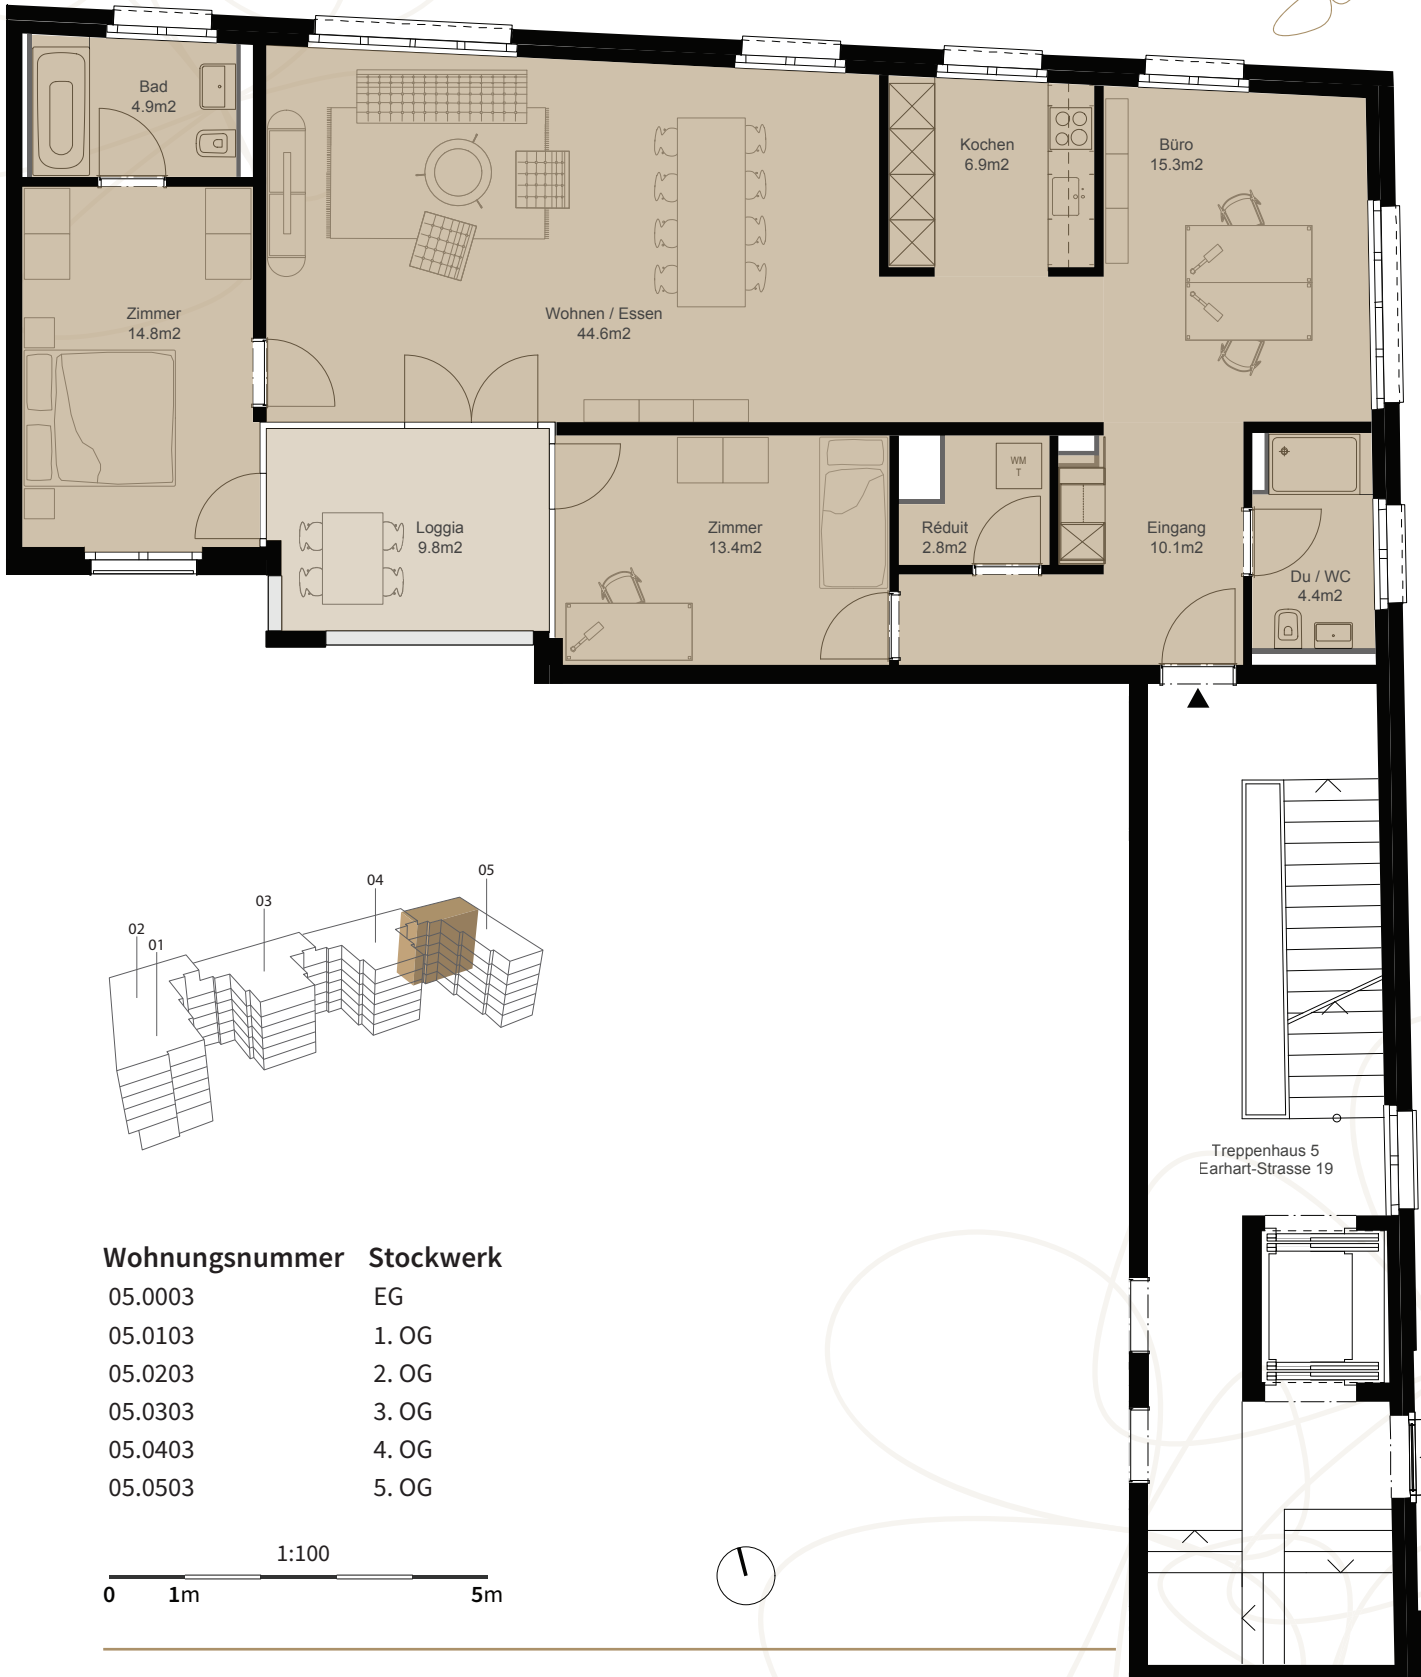 Bad
4.9m2
Kochen
6.9m2
Büro
15.3m2
Zimmer
14.8m2
Wohnen / Essen
44.6m2
WM
T
Loggia
9.8m2
Zimmer
13.4m2
Réduit
2.8m2
Eingang
10.1m2
Du / WC
4.4m2
05
04
03
02
01
Treppenhaus 5
Earhart-Strasse 19
Wohnungsnummer Stockwerk
05.0003 EG
05.0103 1. OG
05.0203 2. OG
05.0303 3. OG
05.0403 4. OG
05.0503 5. OG
1:100
0 1m 5m